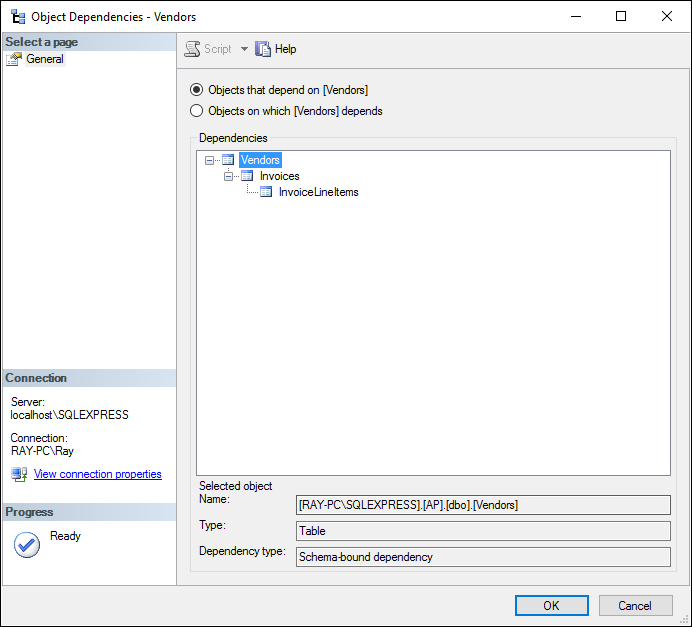 Object Dependencies - Vendors
Select a page
General
Script
Help
Objects that depend on [Vendors]
Objects on which [Vendors] depends
Dependencies
Vendors
Invoices
InvoiceLineItems
Connection
Server:
localhost\SQLEXPRESS
Connection:
RAY-PC\Ray
View connection properties
Progress
Ready
Selected object
Name:
[RAY-PC\SQLEXPRESS].[AP].[dbo].[Vendors]
Type:
Table
Dependency type:
Schema-bound dependency
OK
Cancel